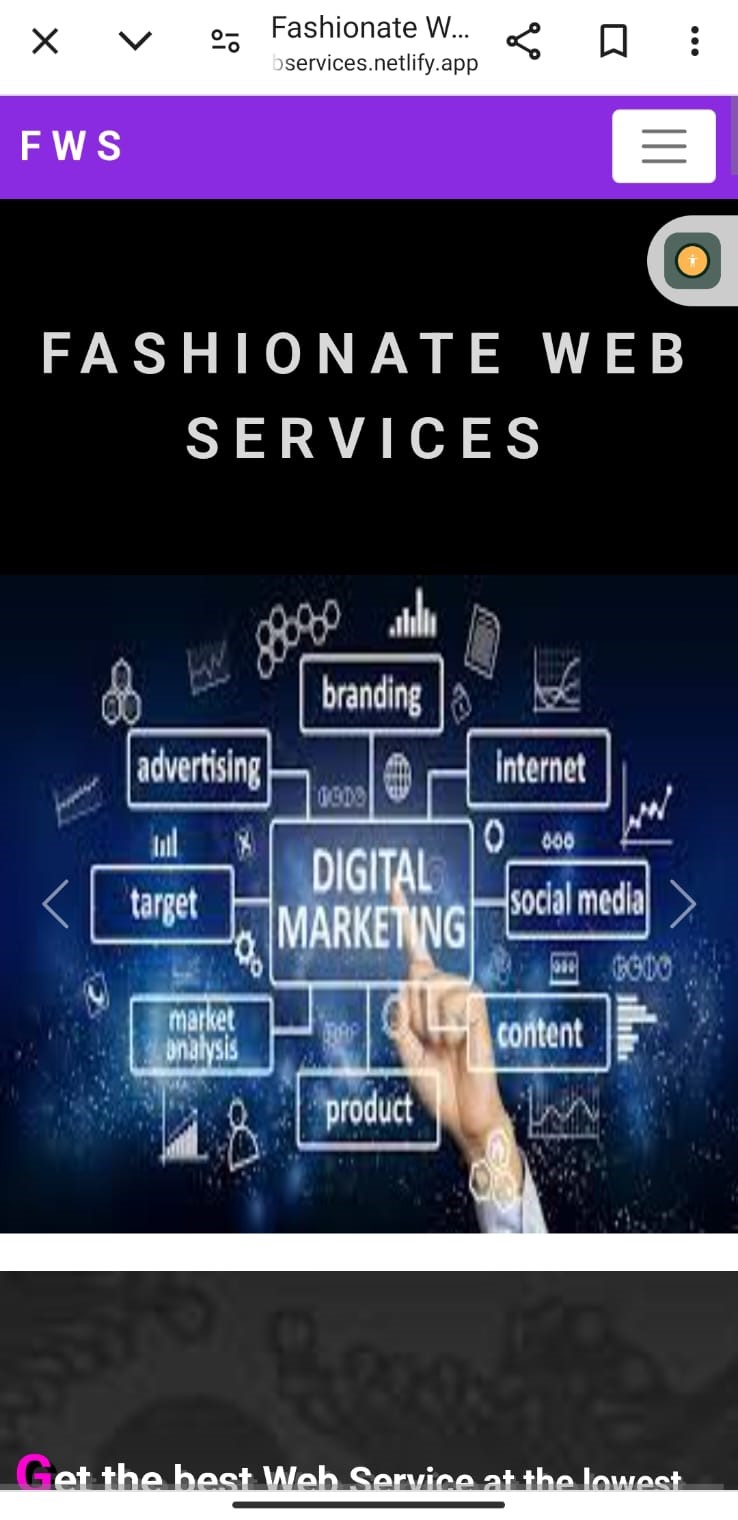 Fashionate W...
bservices.netlify.app
F W S
FASHIONATE WEB
SERVICES
branding
advertising
internet
DIGITAL
MARKETING
target
social media
market
analysis
content
product
Get the best Web Service at the lowest